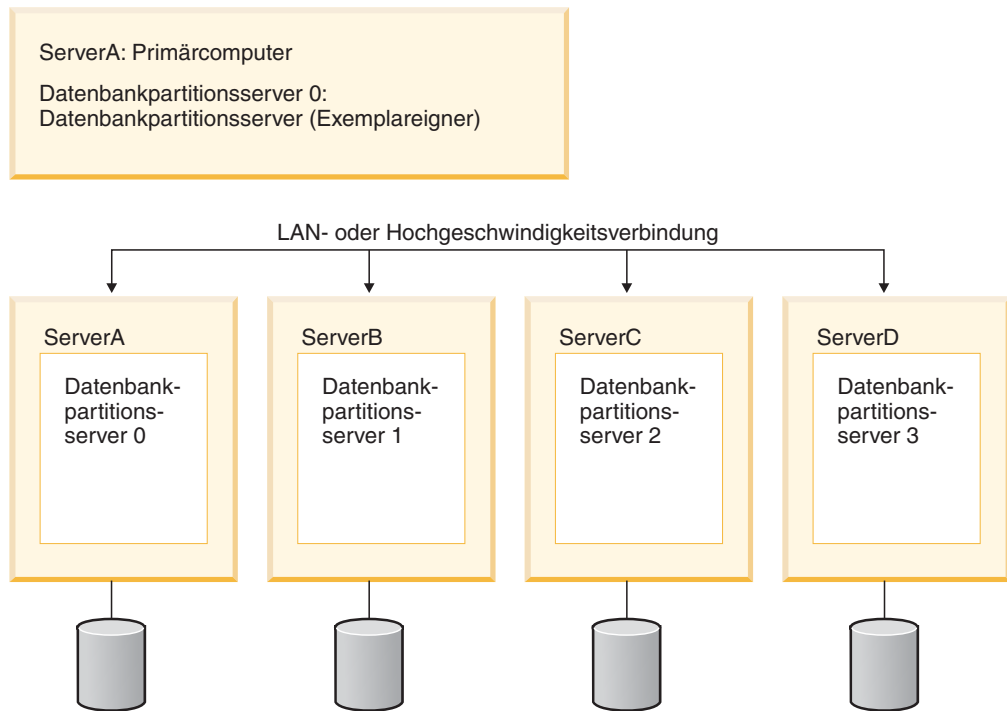 ServerA: Primärcomputer
Datenbankpartitionsserver 0:
Datenbankpartitionsserver (Exemplareigner)
LAN- oder Hochgeschwindigkeitsverbindung
ServerA
Datenbank-
partitions-
server 0
ServerB
Datenbank-
partitions-
server 1
ServerC
Datenbank-
partitions-
server 2
ServerD
Datenbank-
partitions-
server 3